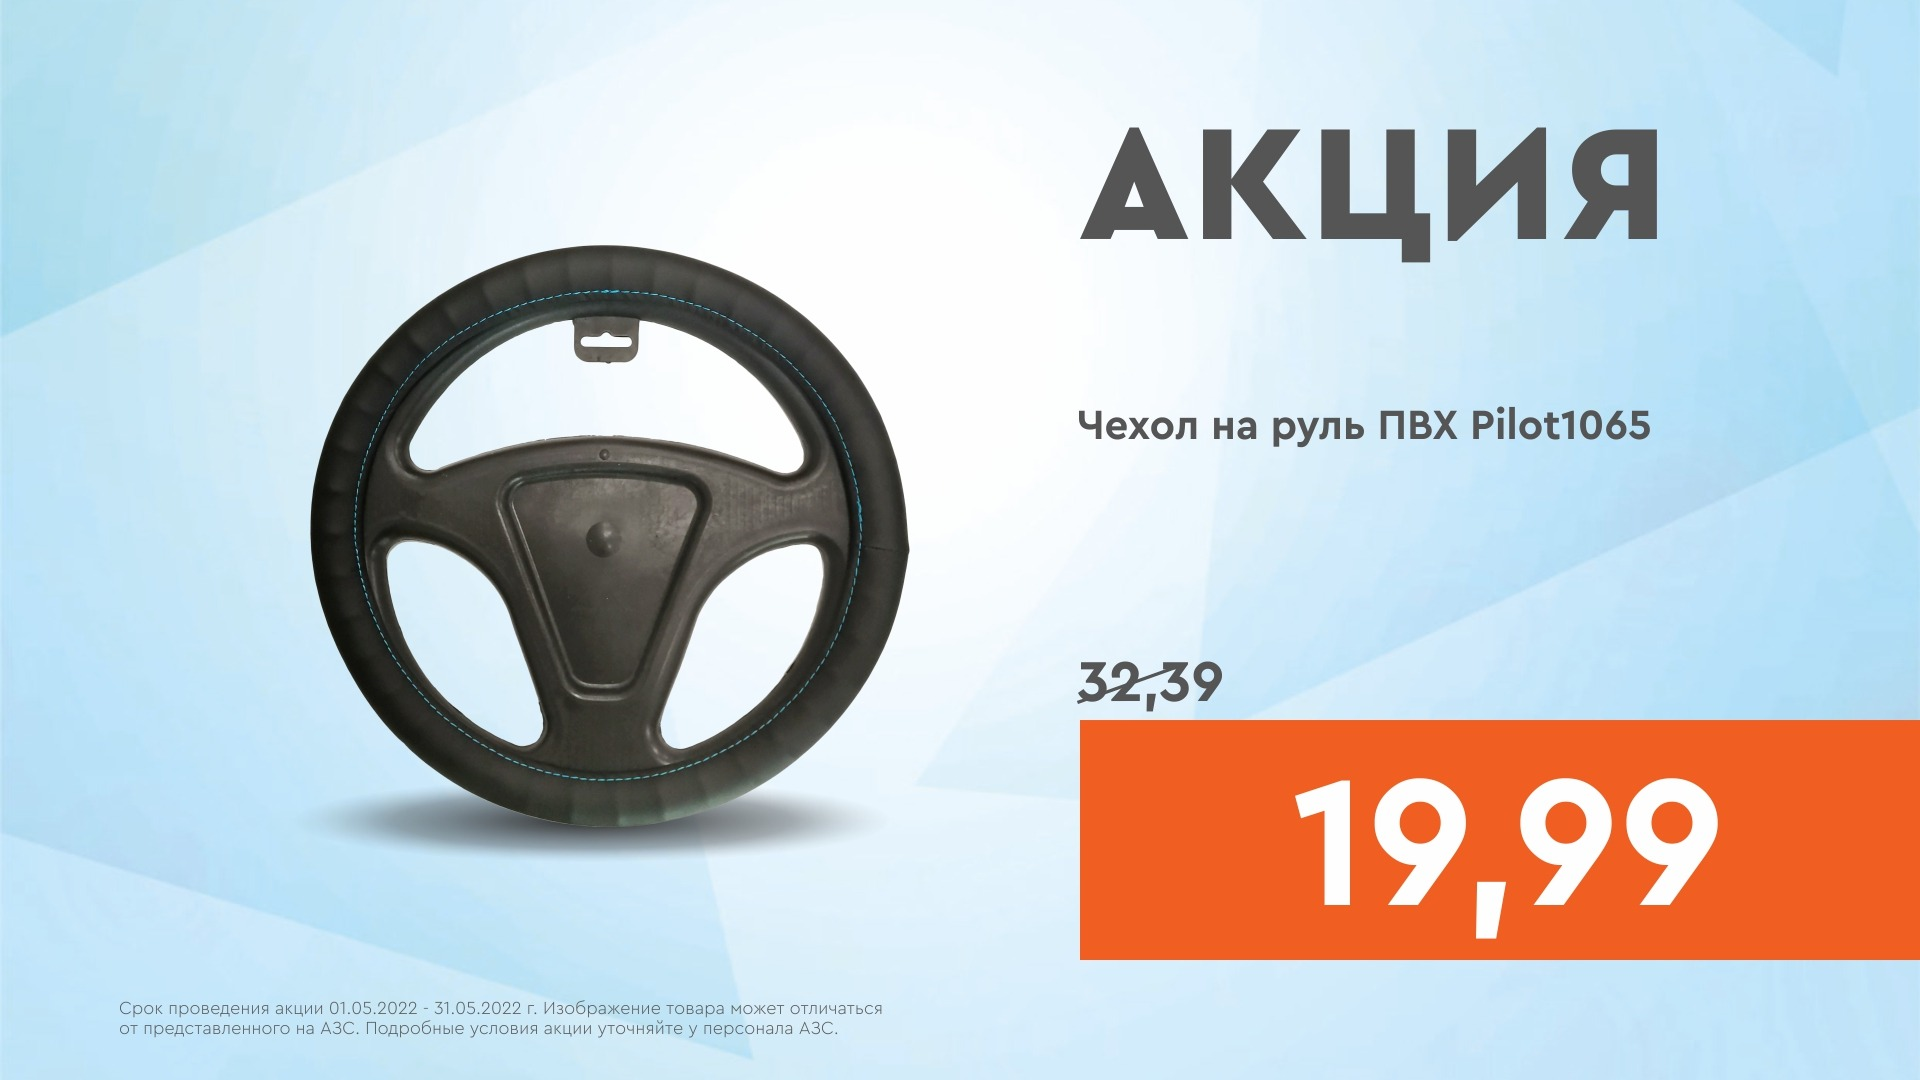 АКЦИЯ
Чехол на руль ПВХ Pilot1065
32,39
19,99
Срок проведения акции 01.05.2022 - 31.05.2022 г. Изображение товара может отличаться
от представленного на АЗС. Подробные условия акции уточняйте у персонала АЗС.